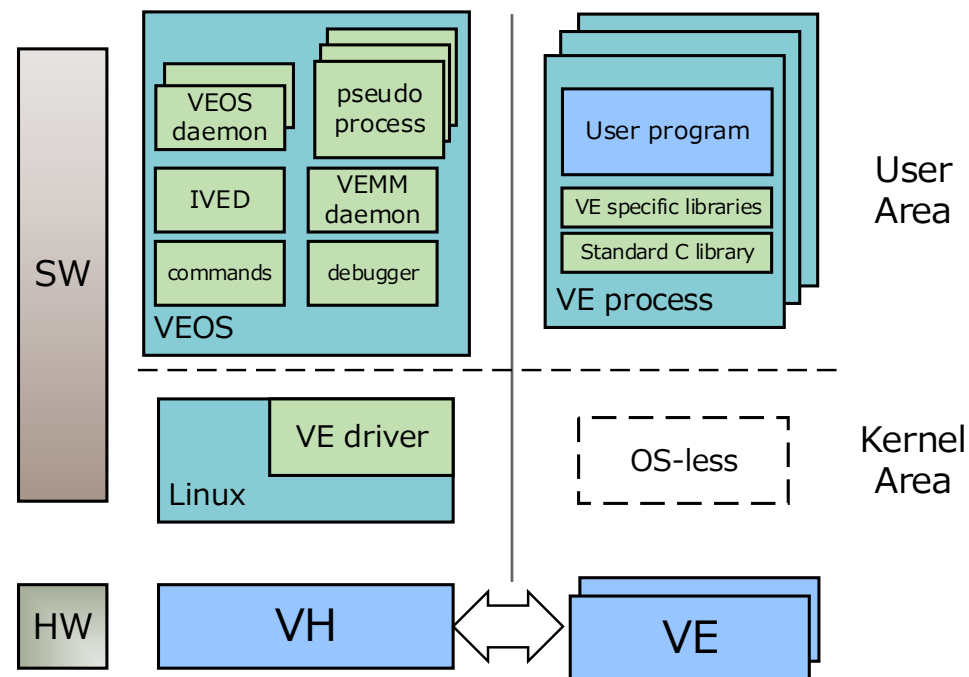 SW
VEOS
daemon
pseudo
process
IVED
VEMM
daemon
commands
debugger
VEOS
User program
VE specific libraries
Standard C library
VE process
User
Area
VE driver
Linux
OS-less
Kernel
Area
HW
VH
VE